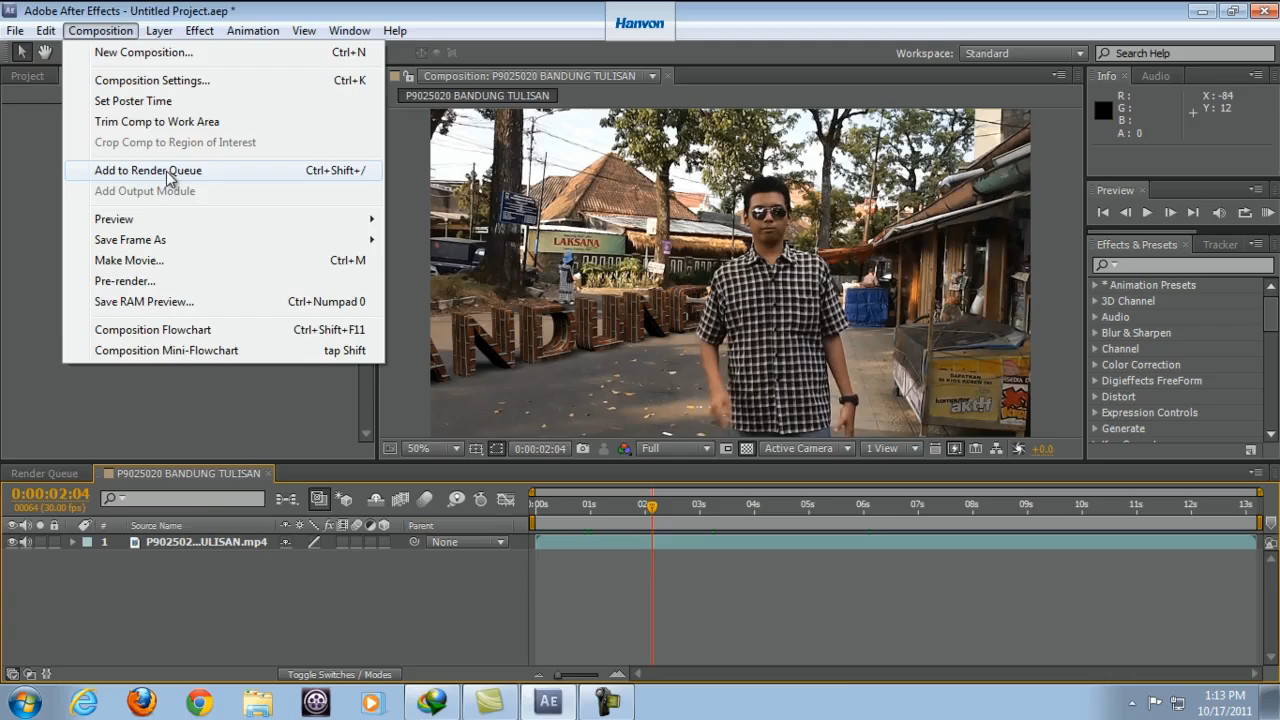 Adobe After Effects - Untitled Project.aep *
Hanvon
File Edit Composition Layer Effect Animation View Window Help
Workspace: Standard
Search Help
Project
New Composition... Ctrl+N
Composition Settings... Ctrl+K
Set Poster Time
Trim Comp to Work Area
Crop Comp to Region of Interest
Add to Render Queue Ctrl+Shift+/
Add Output Module
Preview
Save Frame As
Make Movie... Ctrl+M
Pre-render...
Save RAM Preview... Ctrl+Numpad 0
Composition Flowchart Ctrl+Shift+F11
Composition Mini-Flowchart tap Shift
Composition: P9025020 BANDUNG TULISAN
P9025020 BANDUNG TULISAN
LAKSANA
ANDUNG
DAPATKAN
komputer
aktif
50%
0:00:02:04
Full
Active Camera
1 View
+0.0
Info
Audio
R :
G :
B :
A : 0
X : -84
Y : 12
Preview
Effects & Presets
Tracker
* Animation Presets
3D Channel
Audio
Blur & Sharpen
Channel
Color Correction
Digieffects FreeForm
Distort
Expression Controls
Generate
Render Queue
P9025020 BANDUNG TULISAN
0:00:02:04
00064 (30.00 fps)
# Source Name
Parent
1 P902502...ULISAN.mp4
None
:00s 01s 02s 03s 04s 05s 06s 07s 08s 09s 10s 11s 12s 13s
Toggle Switches / Modes
Ae
1:13 PM
10/17/2011